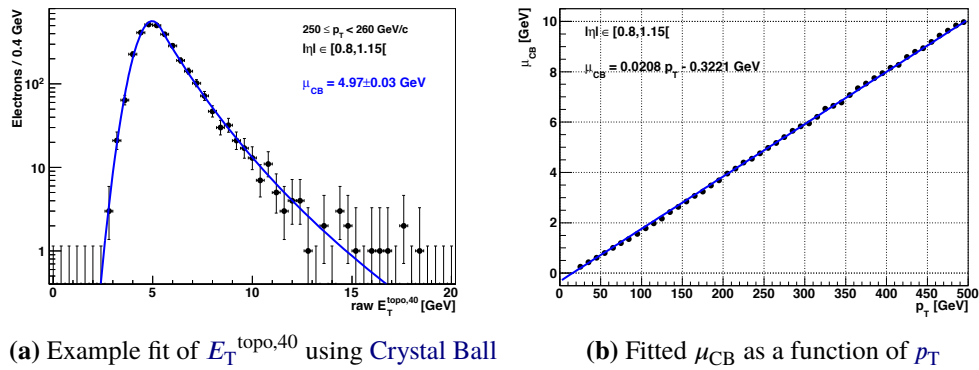 250 ≤ p_T < 260 GeV/c
|η| ∈ [0.8,1.15[
μ_CB = 4.97±0.03 GeV
Electrons / 0.4 GeV
10²
10
1
0 5 10 15 20
raw E_T^topo,40 [GeV]
(a) Example fit of E_T^topo,40 using Crystal Ball
|η| ∈ [0.8,1.15[
μ_CB = 0.0208 p_T - 0.3221 GeV
μ_CB [GeV]
10
8
6
4
2
0
0 50 100 150 200 250 300 350 400 450 500
p_T [GeV]
(b) Fitted μ_CB as a function of p_T